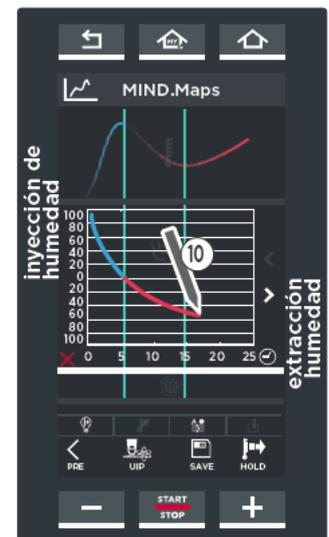 MY
MIND.Maps
inyección de
humedad
100
80
60
40
20
0
20
40
60
80
100
10
0 5 10 15 20 25
extracción
humedad
PRE
UIP
SAVE
HOLD
START
STOP